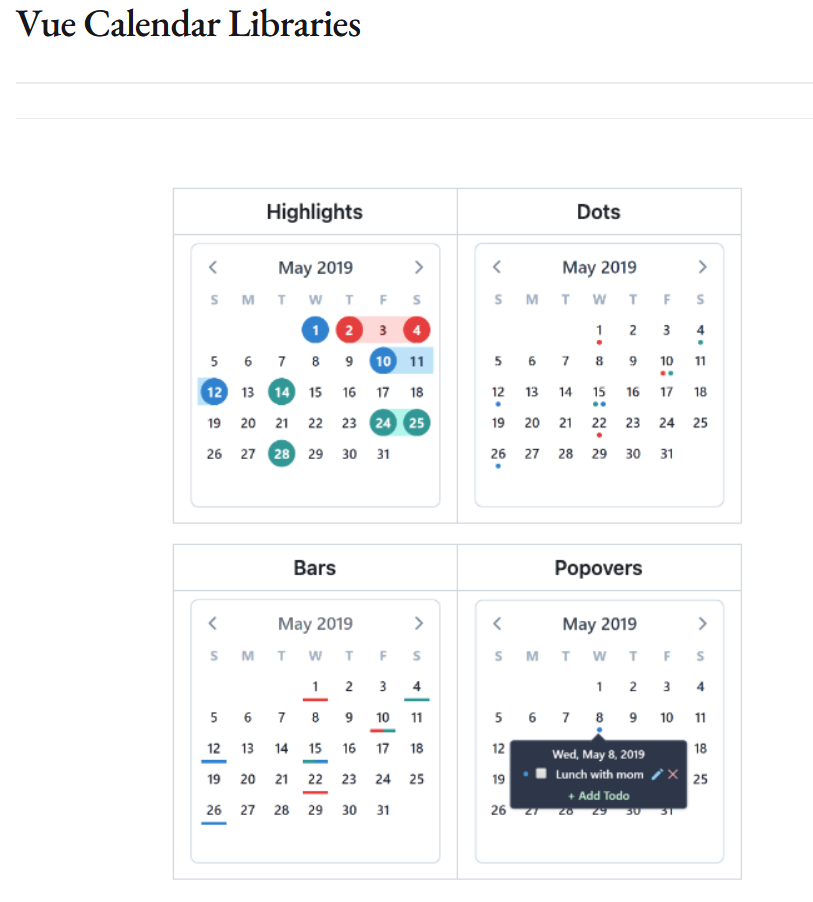 Vue Calendar Libraries
Highlights
May 2019
S M T W T F S
1 2 3 4
5 6 7 8 9 10 11
12 13 14 15 16 17 18
19 20 21 22 23 24 25
26 27 28 29 30 31
Dots
May 2019
S M T W T F S
1 2 3 4
5 6 7 8 9 10 11
12 13 14 15 16 17 18
19 20 21 22 23 24 25
26 27 28 29 30 31
Bars
May 2019
S M T W T F S
1 2 3 4
5 6 7 8 9 10 11
12 13 14 15 16 17 18
19 20 21 22 23 24 25
26 27 28 29 30 31
Popovers
May 2019
S M T W T F S
1 2 3 4
5 6 7 8 9 10 11
12 Wed, May 8, 2019 18
19 Lunch with mom 25
+ Add Todo
26 27 28 29 30 31